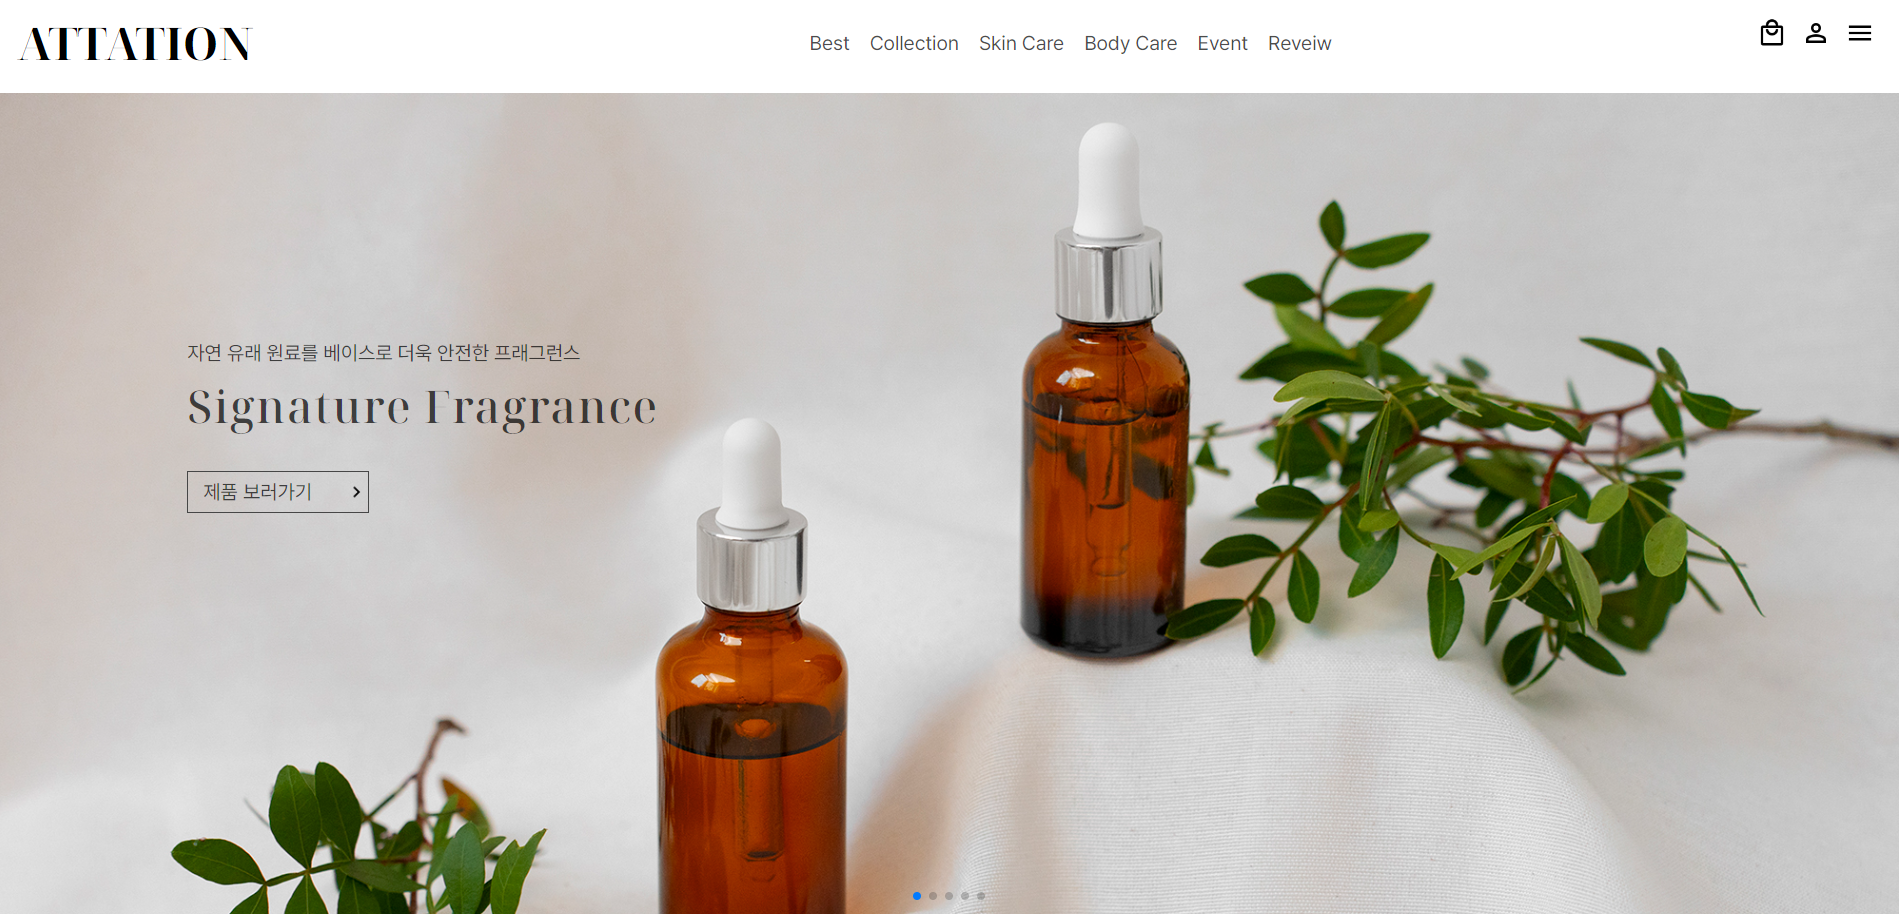 ATTATION
Best Collection Skin Care Body Care Event Reveiw
자연 유래 원료를 베이스로 더욱 안전한 프래그런스
Signature Fragrance
제품 보러가기